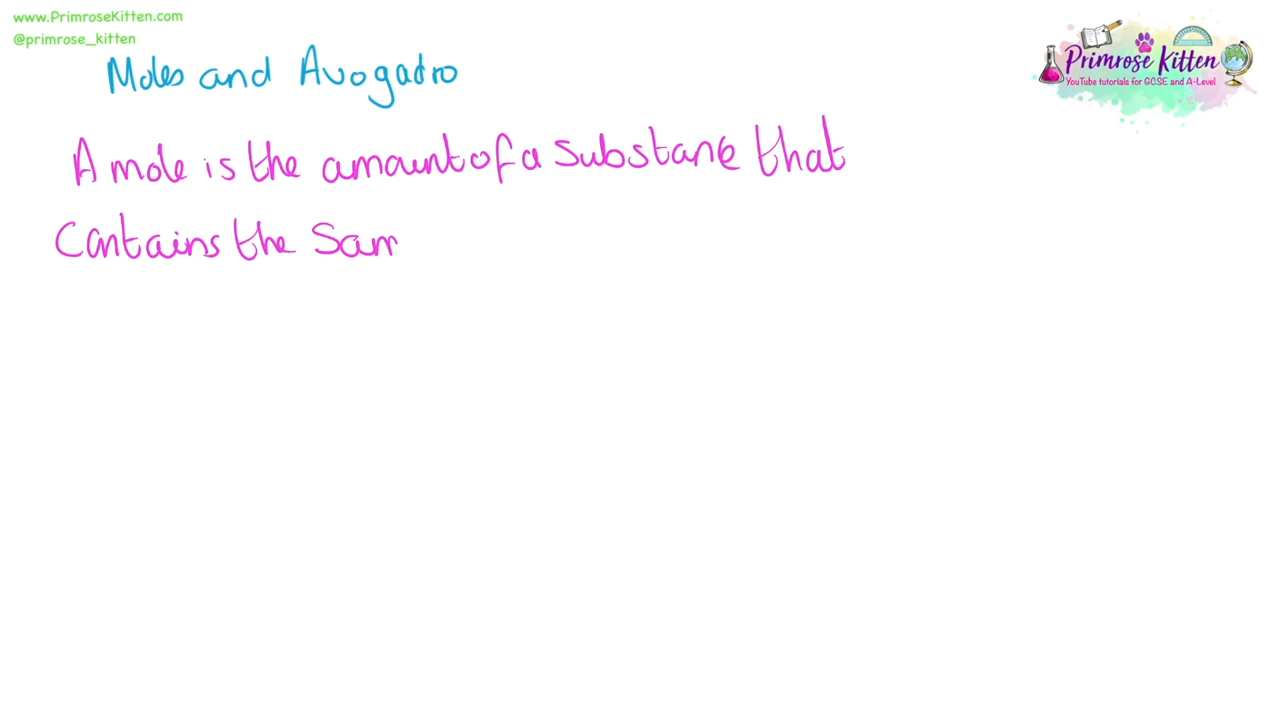 www.PrimroseKitten.com
@primrose_kitten
Moles and Avogadro
Primrose Kitten
YouTube tutorials for GCSE and A-Level
A mole is the amount of a substance that
Contains the Sam